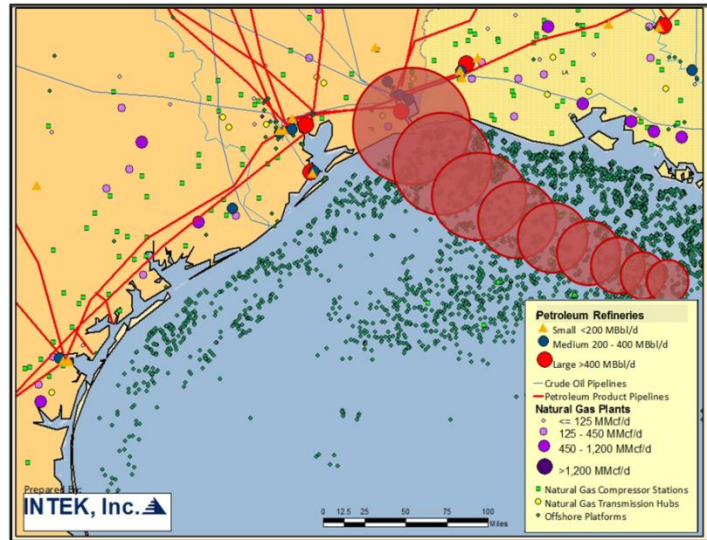 LA
Petroleum Refineries
Small <200 MBbl/d
Medium 200 - 400 MBbl/d
Large >400 MBbl/d
Crude Oil Pipelines
Petroleum Product Pipelines
Natural Gas Plants
<= 125 MMcf/d
125 - 450 MMcf/d
450 - 1,200 MMcf/d
>1,200 MMcf/d
Natural Gas Compressor Stations
Natural Gas Transmission Hubs
Offshore Platforms
Prepared By:
INTEK, Inc.
0 12.5 25 50 75 100
Miles